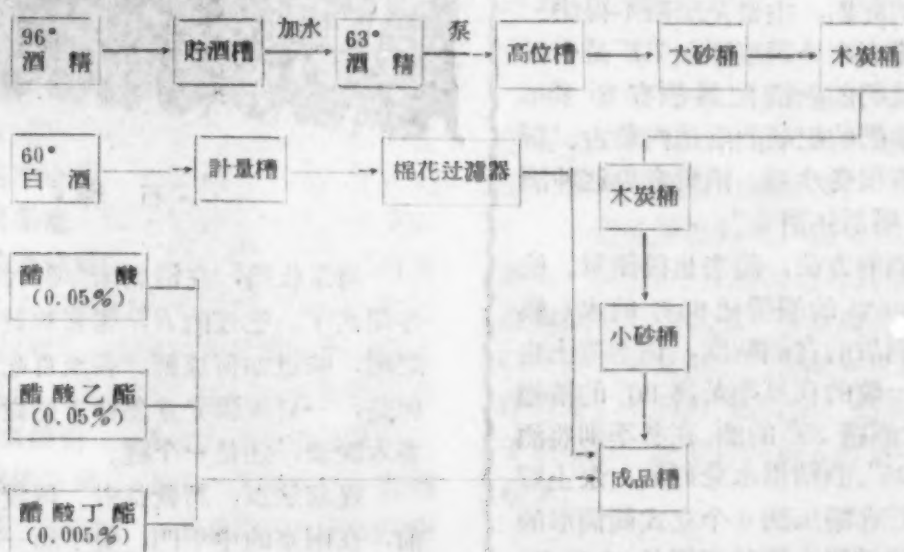 96°
酒 精
貯酒槽
加水
63°
酒 精
泵
高位槽
大砂桶
木炭桶
60°
白 酒
計量槽
棉花过濾器
木炭桶
小砂桶
成品槽
醋 酸
(0.05%)
醋酸乙酯
(0.05%)
醋酸丁酯
(0.005%)